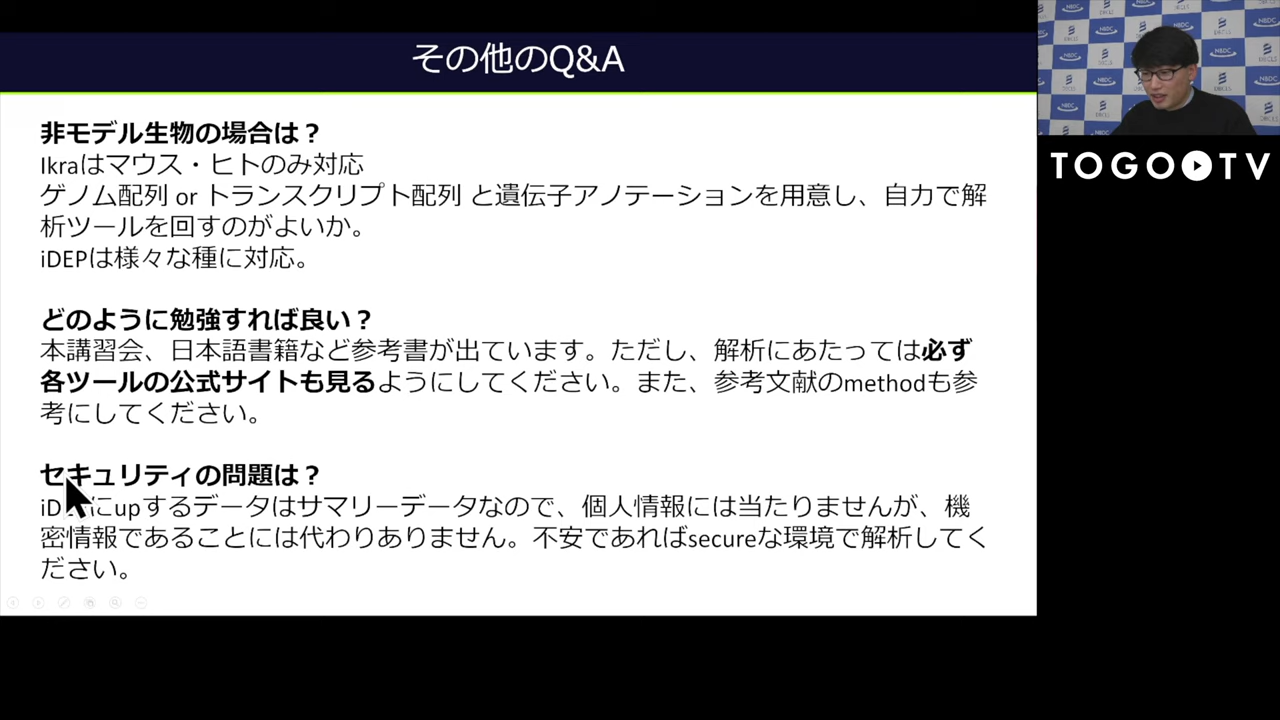 その他のQ&A
非モデル生物の場合は？
Ikraはマウス・ヒトのみ対応
ゲノム配列 or トランスクリプト配列 と遺伝子アノテーションを用意し、自力で解
析ツールを回すのがよいか。
iDEPは様々な種に対応。
どのように勉強すれば良い？
本講習会、日本語書籍など参考書が出ています。ただし、解析にあたっては必ず
各ツールの公式サイトも見るようにしてください。また、参考文献のmethodも参
考にしてください。
セキュリティの問題は？
iD にupするデータはサマリーデータなので、個人情報には当たりませんが、機
密情報であることには代わりありません。不安であればsecureな環境で解析してく
ださい。
TOGO TV
NBDC
DBCLS